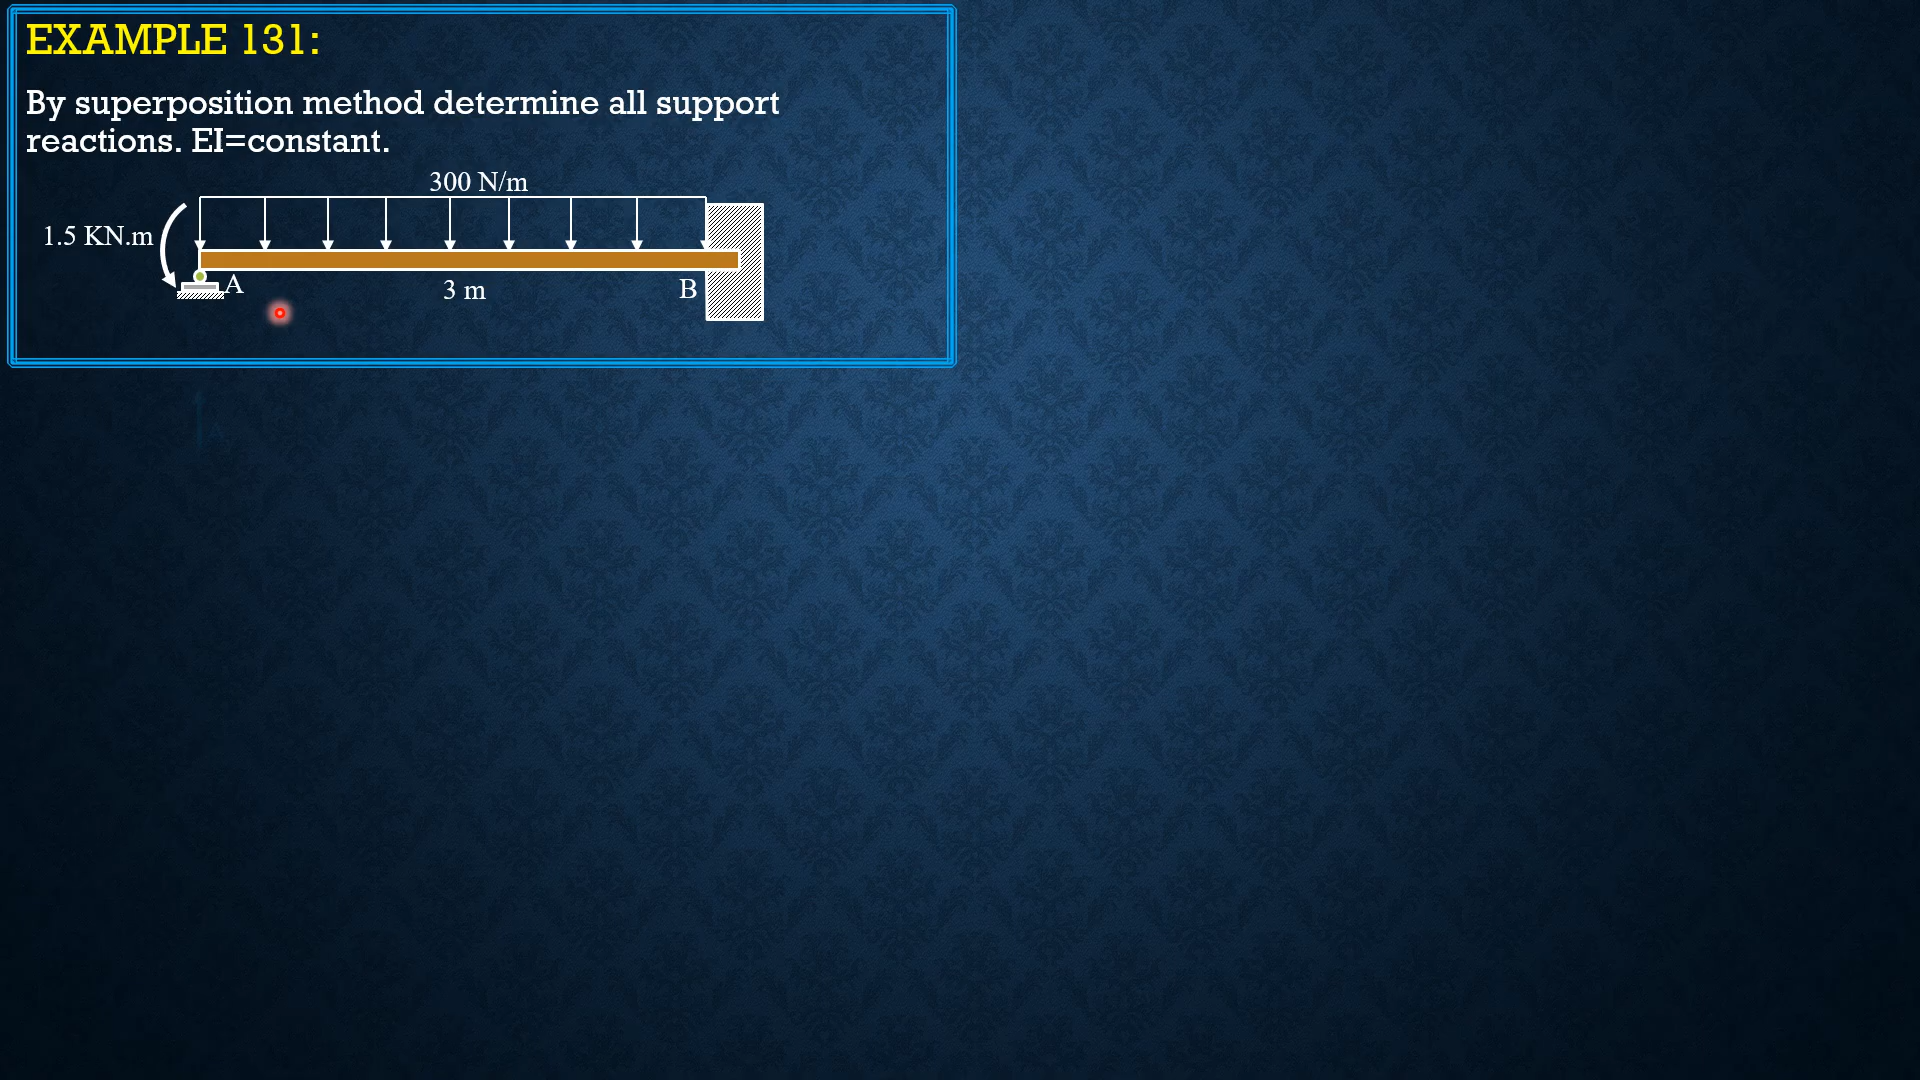 EXAMPLE 131:
By superposition method determine all support
reactions. EI=constant.
300 N/m
1.5 KN.m
A
3 m
B